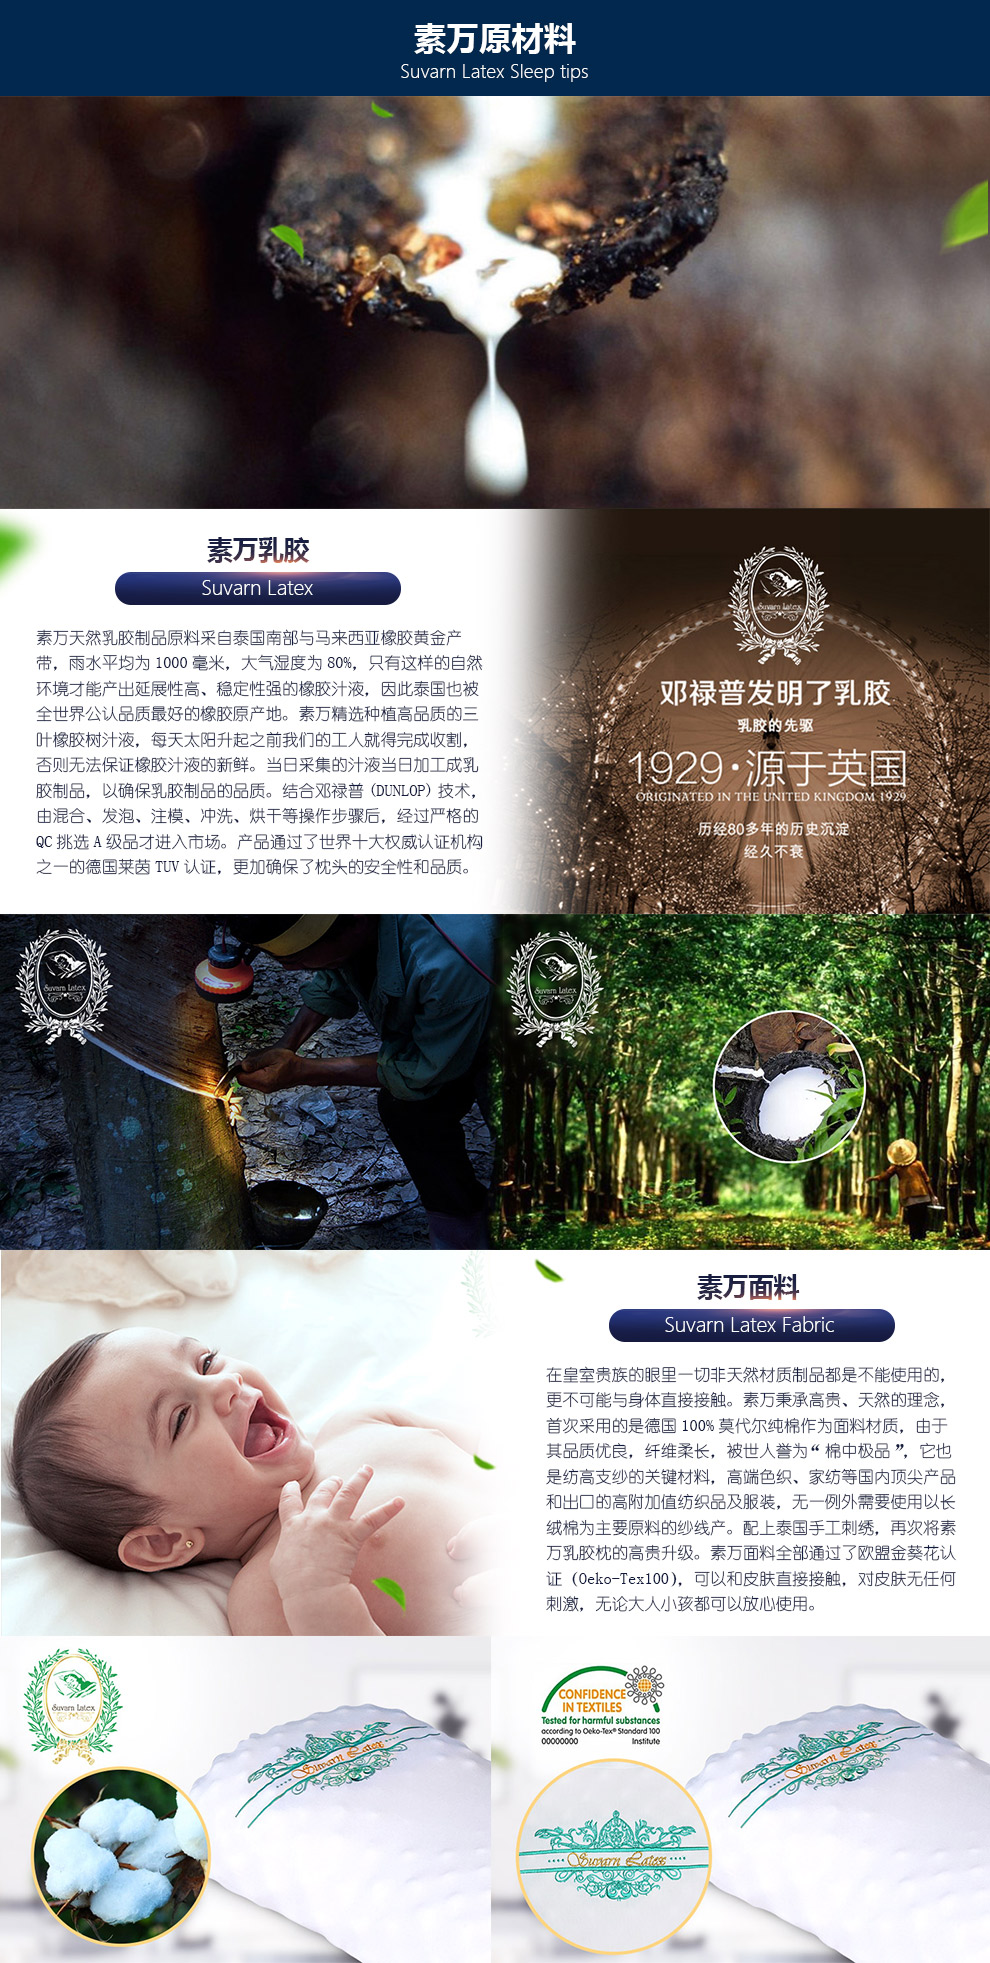 素万原材料
Suvarn Latex Sleep tips
素万乳胶
Suvarn Latex
素万天然乳胶制品原料采自泰国南部与马来西亚橡胶黄金产
带，雨水平均为 1000 毫米，大气湿度为 80%，只有这样的自然
环境才能产出延展性高、稳定性强的橡胶汁液，因此泰国也被
全世界公认品质最好的橡胶原产地。素万精选种植高品质的三
叶橡胶树汁液，每天太阳升起之前我们的工人就得完成收割，
否则无法保证橡胶汁液的新鲜。当日采集的汁液当日加工成乳
胶制品，以确保乳胶制品的品质。结合邓禄普 (DUNLOP) 技术，
由混合、发泡、注模、冲洗、烘干等操作步骤后，经过严格的
QC 挑选 A 级品才进入市场。产品通过了世界十大权威认证机构
之一的德国莱茵 TUV 认证，更加确保了枕头的安全性和品质。
Suvarn Latex
邓禄普发明了乳胶
乳胶的先驱
1929·源于英国
ORIGINATED IN THE UNITED KINGDOM 1929
历经80多年的历史沉淀
经久不衰
Suvarn Latex
Suvarn Latex
素万面料
Suvarn Latex Fabric
在皇室贵族的眼里一切非天然材质制品都是不能使用的，
更不可能与身体直接接触。素万秉承高贵、天然的理念，
首次采用的是德国 100% 莫代尔纯棉作为面料材质，由于
其品质优良，纤维柔长，被世人誉为“ 棉中极品 ”，它也
是纺高支纱的关键材料，高端色织、家纺等国内顶尖产品
和出口的高附加值纺织品及服装，无一例外需要使用以长
绒棉为主要原料的纱线产。配上泰国手工刺绣，再次将素
万乳胶枕的高贵升级。素万面料全部通过了欧盟金葵花认
证 (Oeko-Tex100)，可以和皮肤直接接触，对皮肤无任何
刺激，无论大人小孩都可以放心使用。
Suvarn Latex
Suvarn Latex
CONFIDENCE
IN TEXTILES
Tested for harmful substances
according to Oeko-Tex® Standard 100
00000000 Institute
Suvarn Latex
Suvarn Latex